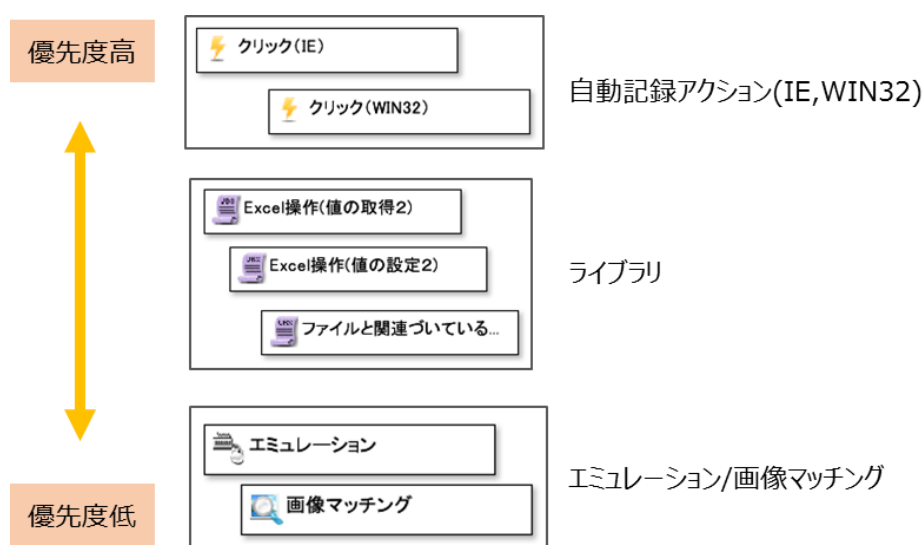 優先度高
クリック(IE)
クリック(WIN32)
自動記録アクション(IE,WIN32)
Excel操作(値の取得2)
Excel操作(値の設定2)
ファイルと関連づいている...
ライブラリ
エミュレーション
画像マッチング
エミュレーション/画像マッチング
優先度低